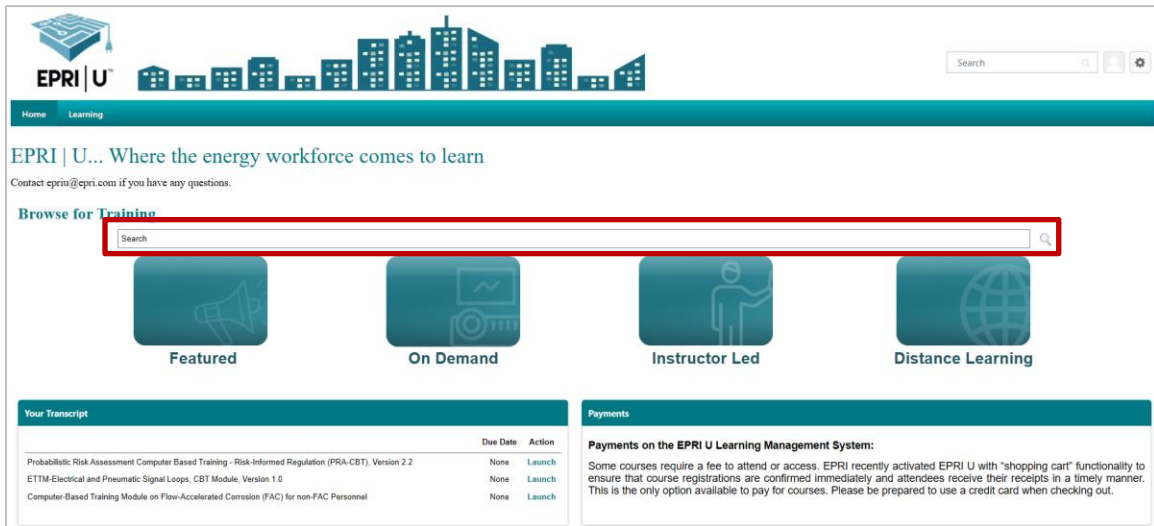 EPRI | U™
Search
Home Learning
EPRI | U... Where the energy workforce comes to learn
Contact epriu@epri.com if you have any questions.
Browse for Training
Search
Featured On Demand Instructor Led Distance Learning
Your Transcript
Due Date Action
Probabilistic Risk Assessment Computer Based Training - Risk-Informed Regulation (PRA-CBT), Version 2.2 None Launch
ETTM-Electrical and Pneumatic Signal Loops, CBT Module, Version 1.0 None Launch
Computer-Based Training Module on Flow-Accelerated Corrosion (FAC) for non-FAC Personnel None Launch
Payments
Payments on the EPRI U Learning Management System:
Some courses require a fee to attend or access. EPRI recently activated EPRI U with "shopping cart" functionality to
ensure that course registrations are confirmed immediately and attendees receive their receipts in a timely manner.
This is the only option available to pay for courses. Please be prepared to use a credit card when checking out.